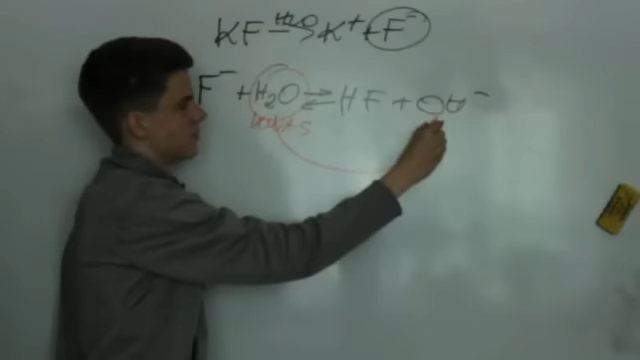 KF H₂O→ K⁺ + F⁻
F⁻ + H₂O ⇌ HF + OH⁻